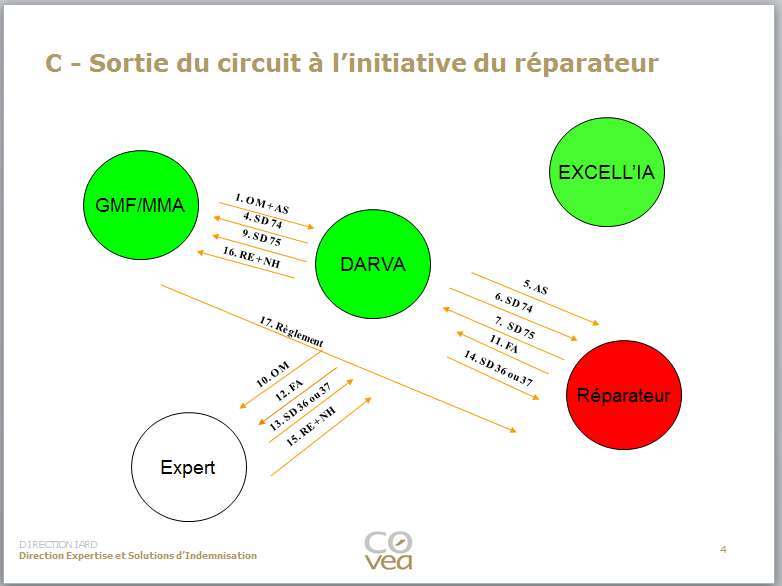 C - Sortie du circuit à l’initiative du réparateur
EXCELL’IA
GMF/MMA
1. OM+AS
4. SD 74
9. SD 75
16. RE+NH
DARVA
5. AS
6. SD 74
7. SD 75
11. FA
14. SD 36 ou 37
17. Règlement
10. OM
12. FA
13. SD 36 ou 37
15. RE+NH
Réparateur
Expert
DIRECTION IARD
Direction Expertise et Solutions d’Indemnisation
covea
4